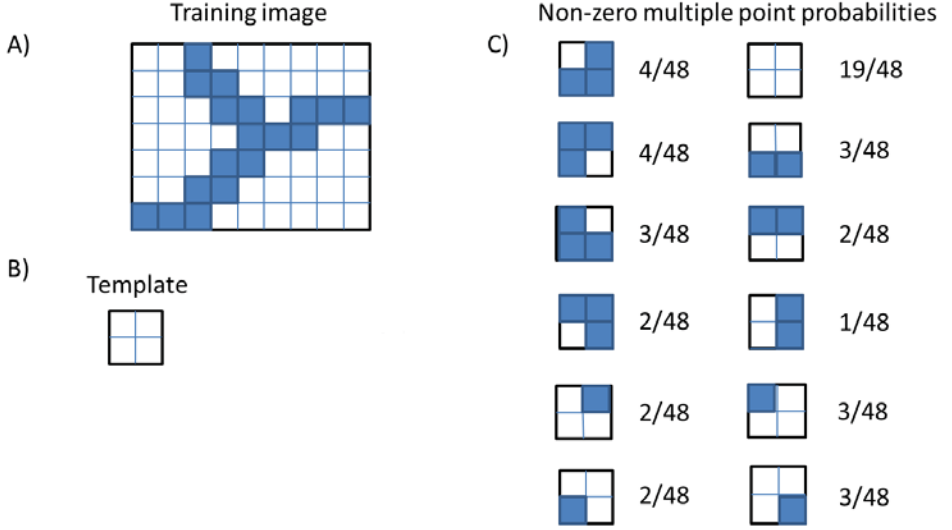 Training image
Non-zero multiple point probabilities
A)
C)
4/48
19/48
4/48
3/48
3/48
2/48
B)
Template
2/48
1/48
2/48
3/48
2/48
3/48